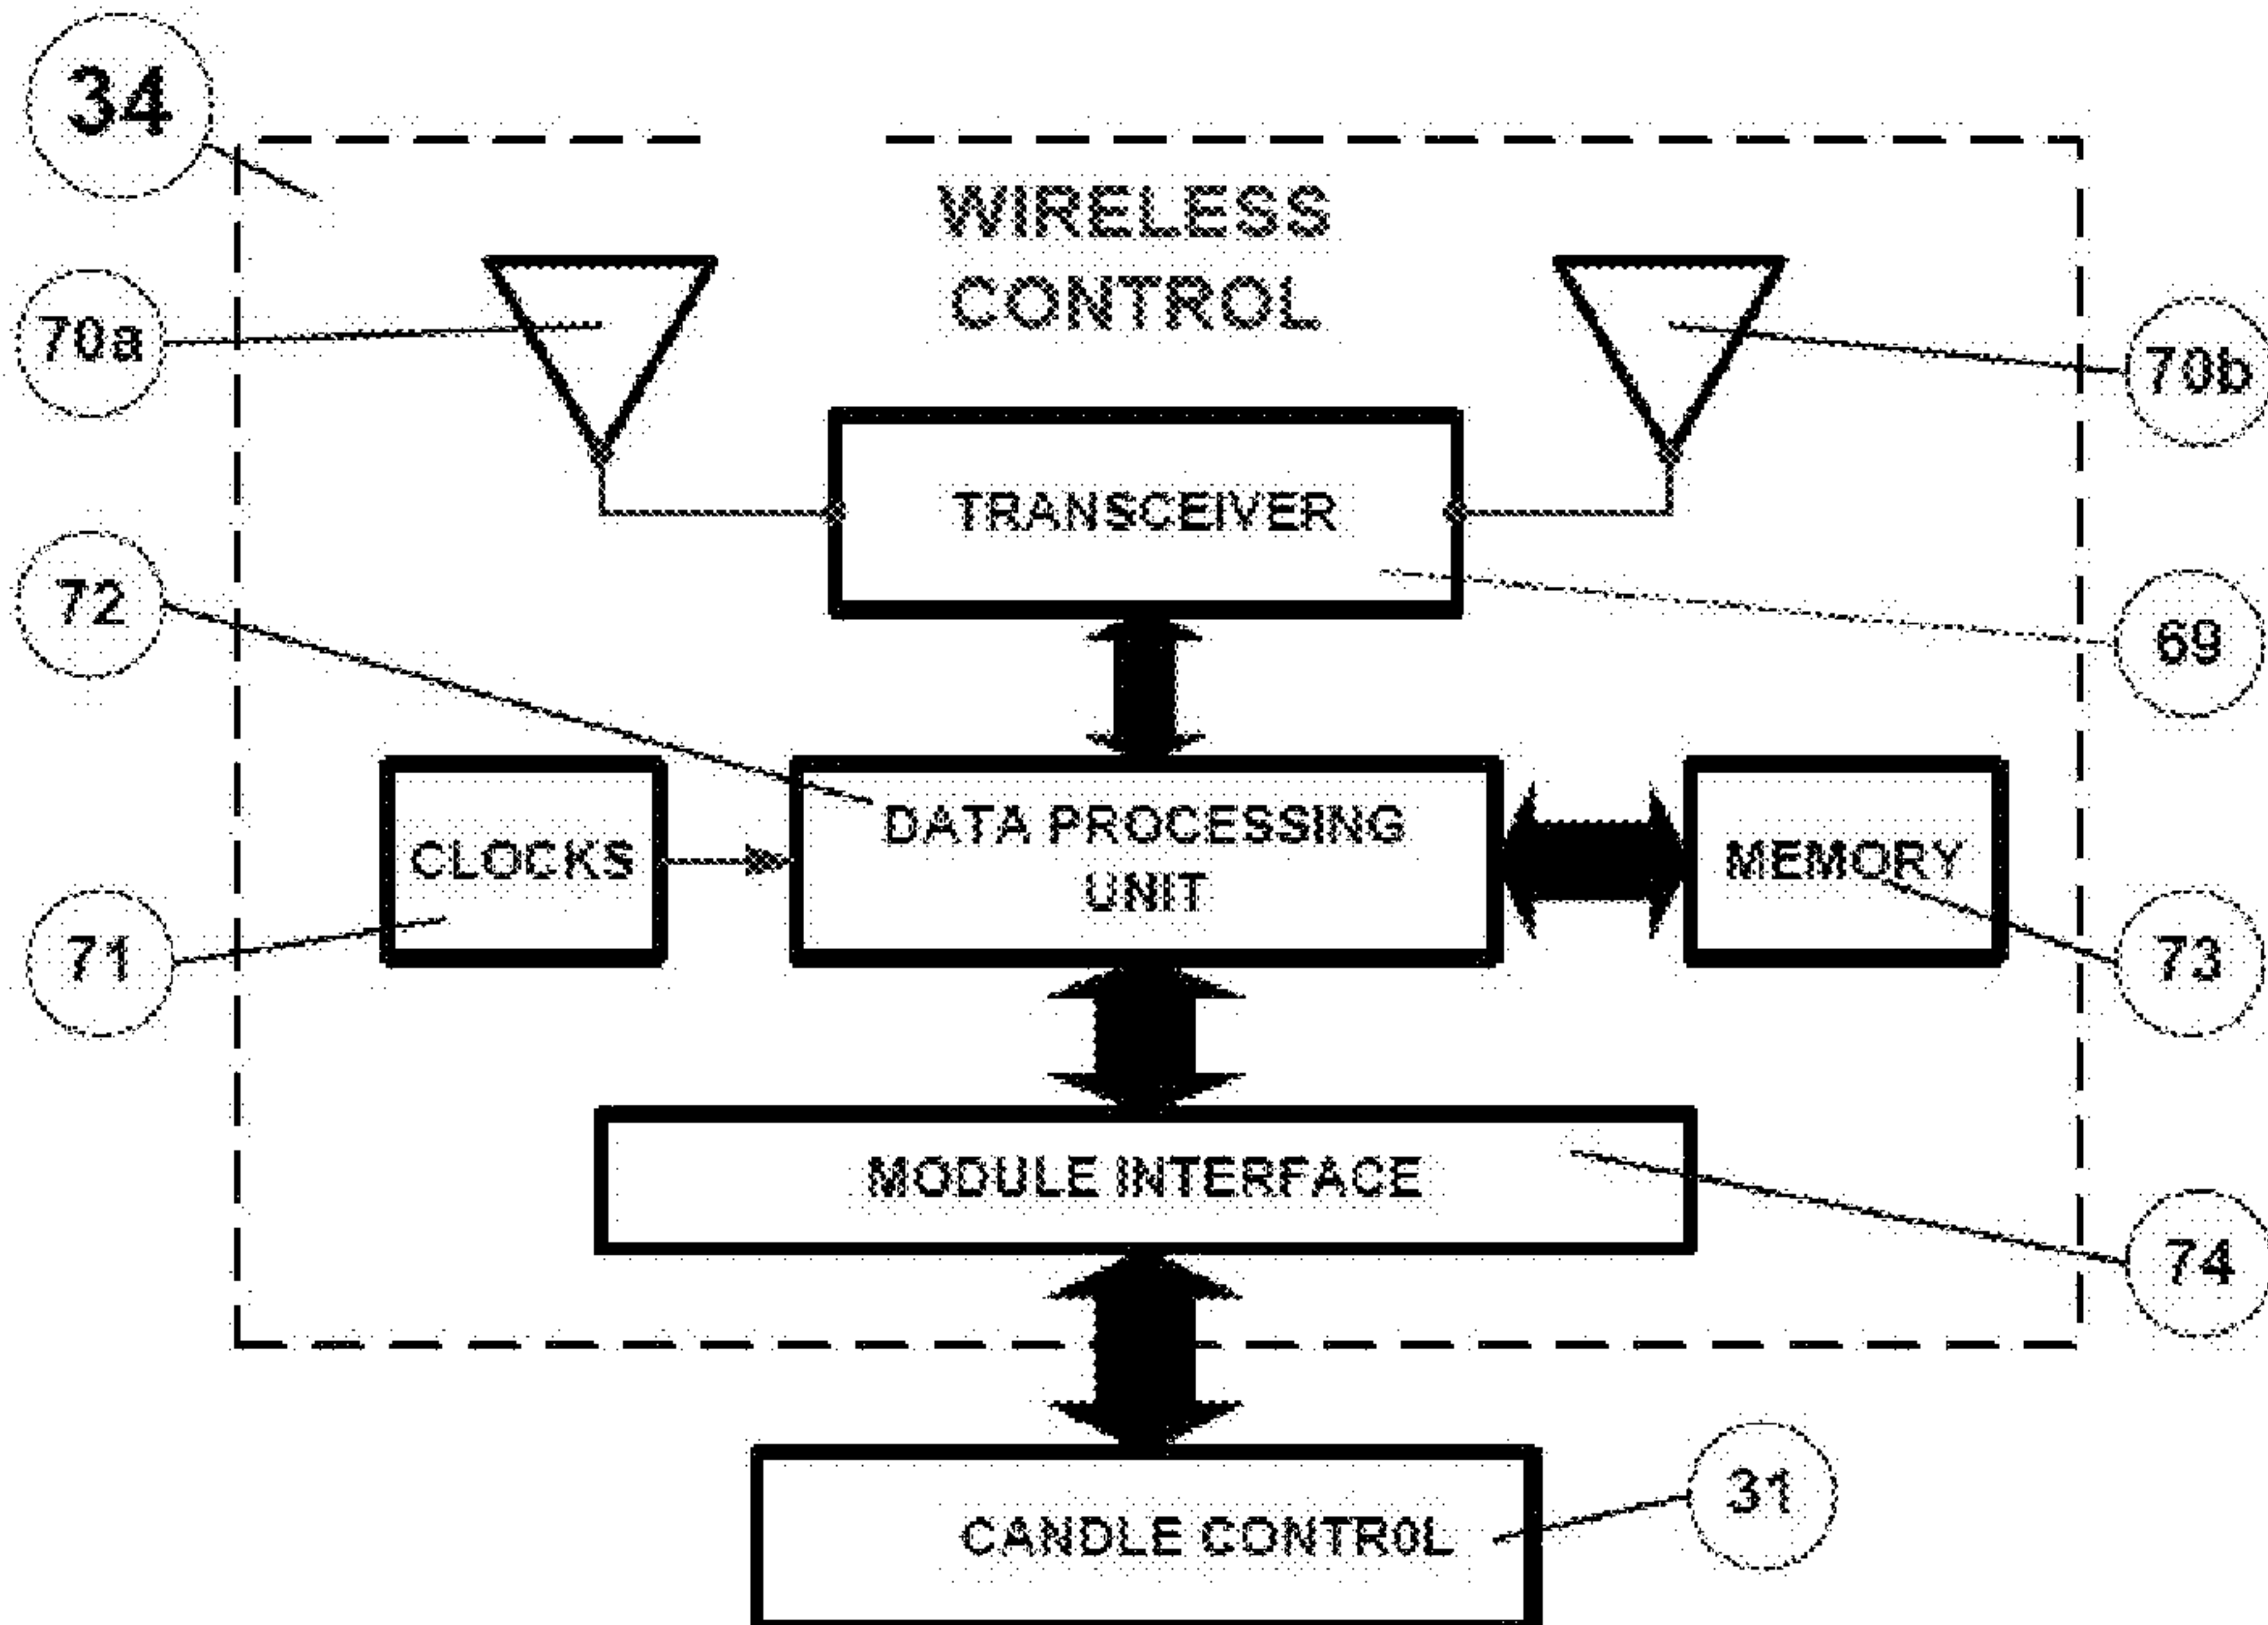 34
WIRELESS
CONTROL
70a
70b
TRANSCEIVER
72
69
CLOCKS
DATA PROCESSING
UNIT
MEMORY
71
73
MODULE INTERFACE
74
31
CANDLE CONTROL